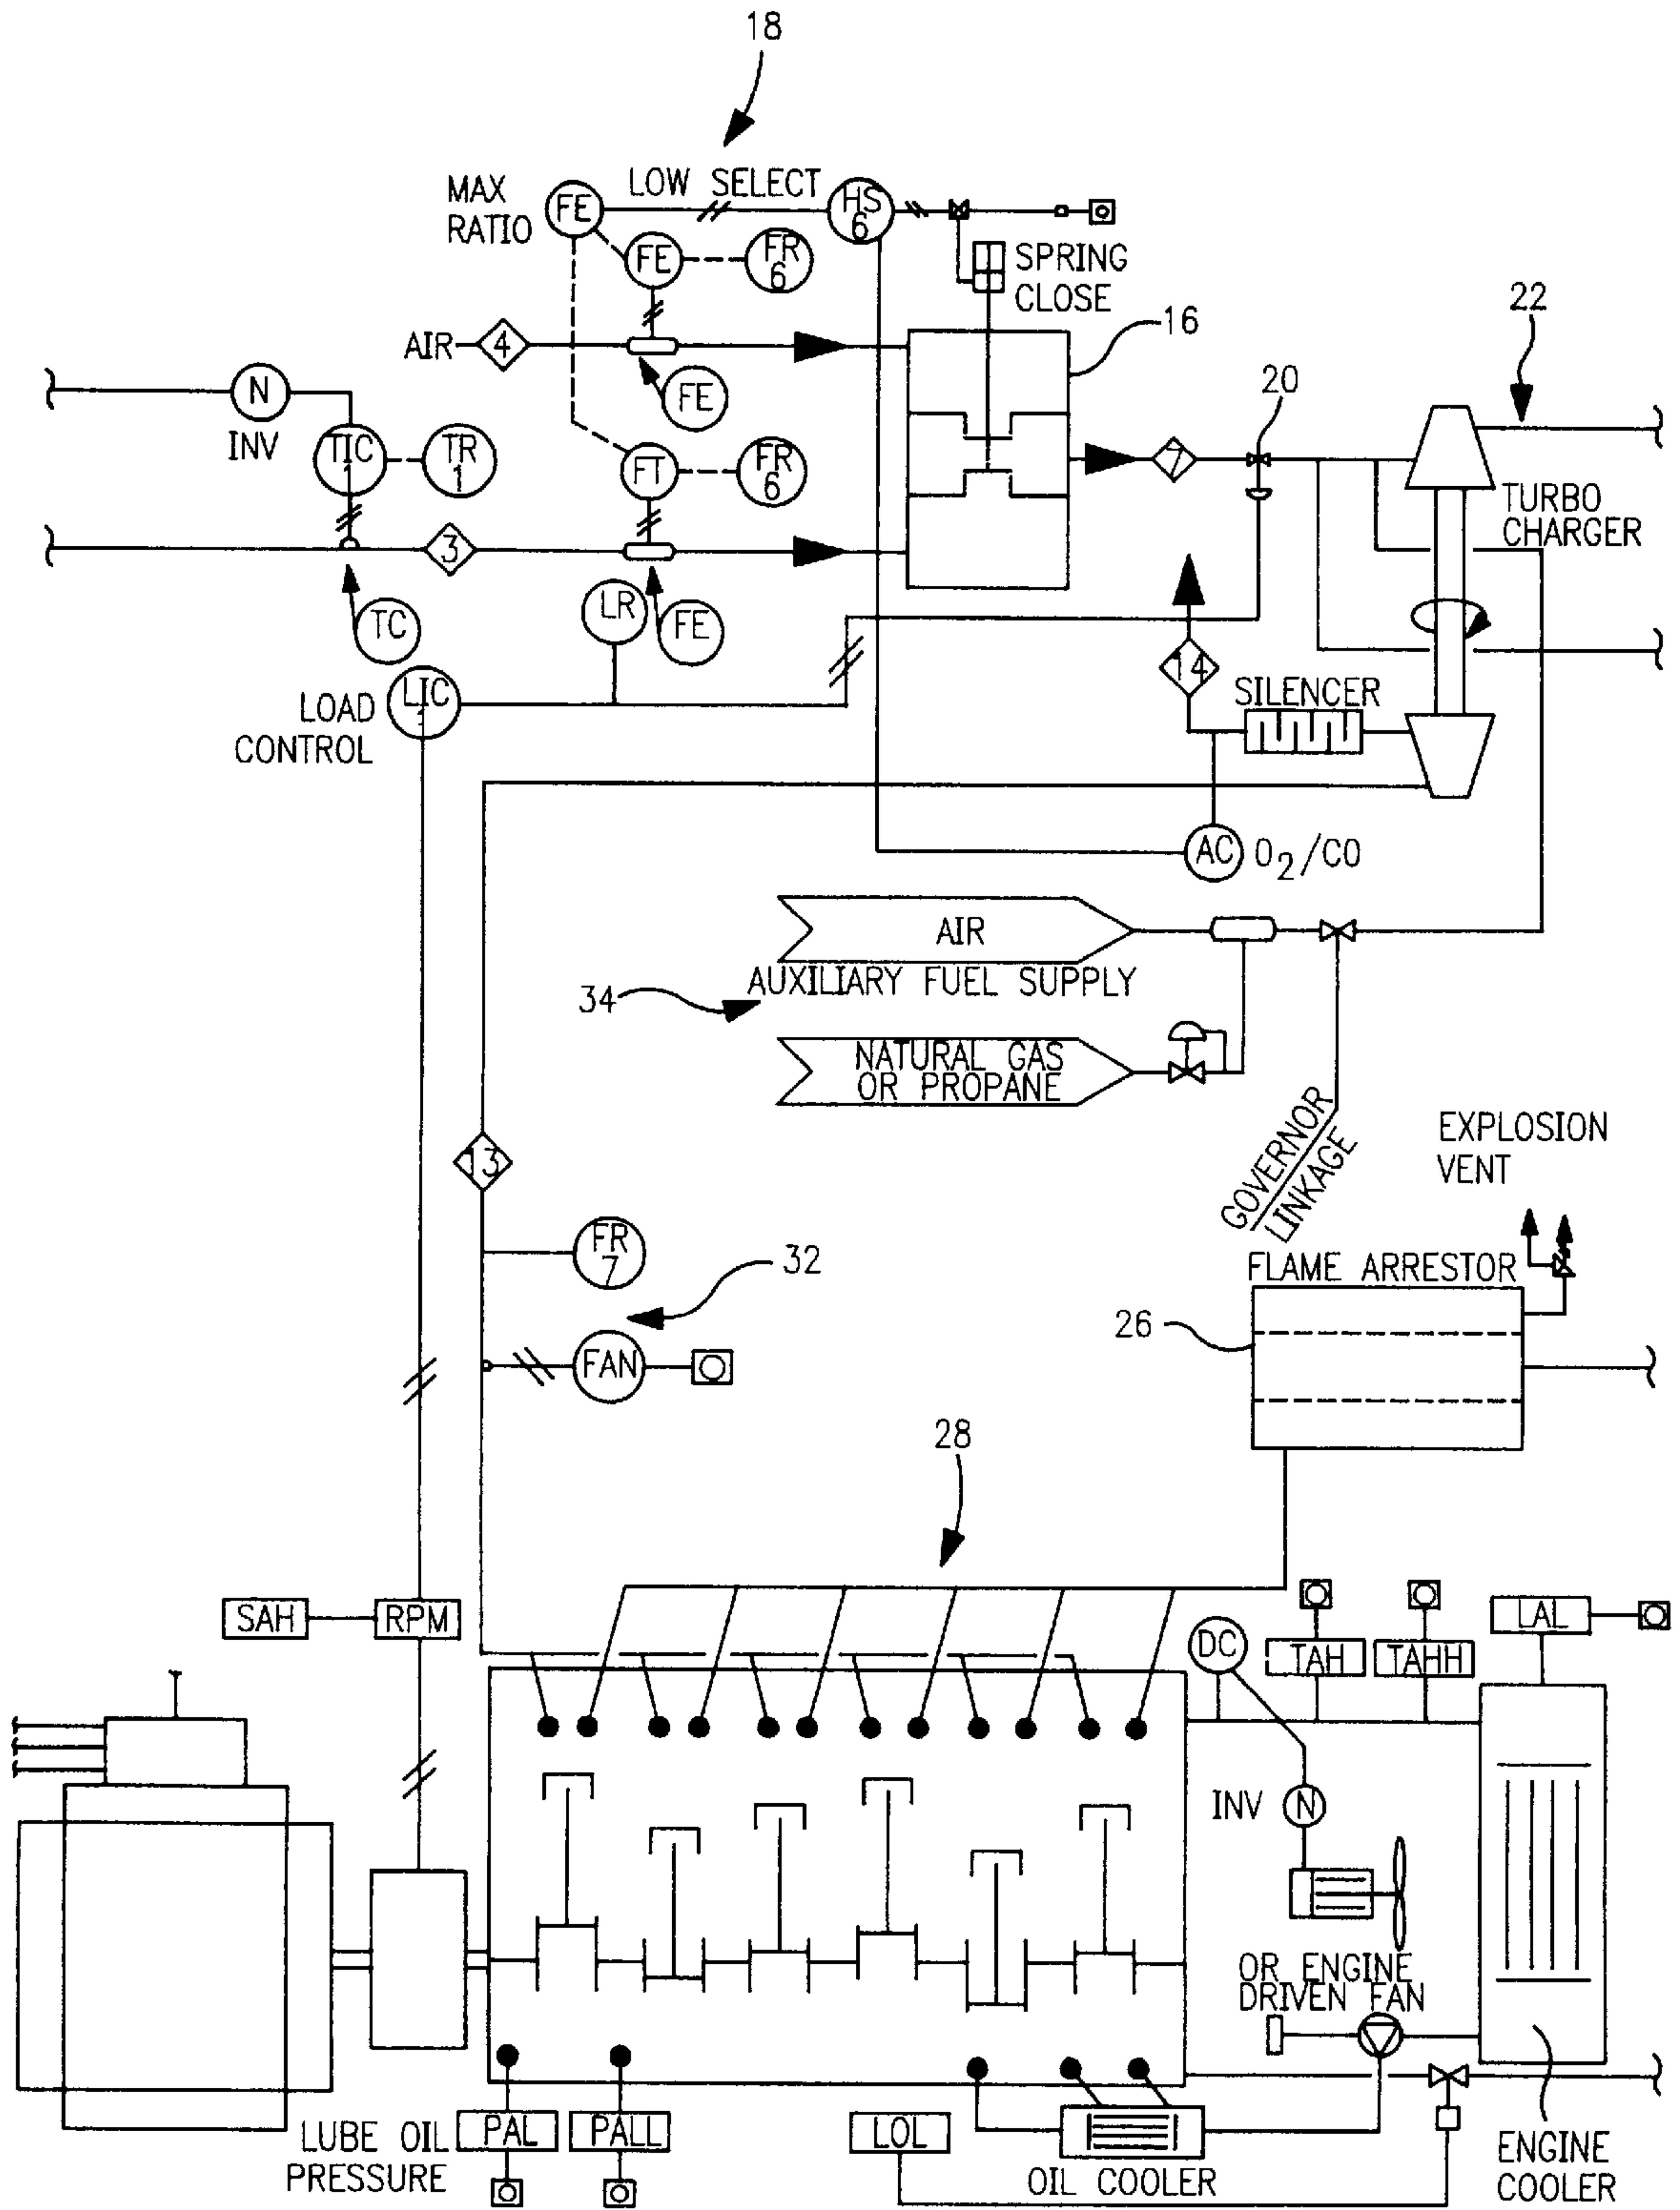 18
MAX
RATIO
FE
LOW SELECT
HS
6
FE
FR
6
SPRING
CLOSE
16
22
AIR
4
FE
20
N
INV
TIC
1
TR
1
FT
FR
6
7
TURBO
CHARGER
3
TC
LR
FE
14
LIC
1
LOAD
CONTROL
SILENCER
AC
O2/CO
AIR
AUXILIARY FUEL SUPPLY
34
NATURAL GAS
OR PROPANE
GOVERNOR
LINKAGE
EXPLOSION
VENT
13
FR
7
32
FLAME ARRESTOR
26
FAN
28
SAH
RPM
DC
TAH
TAHH
LAL
INV
N
OR ENGINE
DRIVEN FAN
LUBE OIL
PRESSURE
PAL
PALL
LOL
OIL COOLER
ENGINE
COOLER